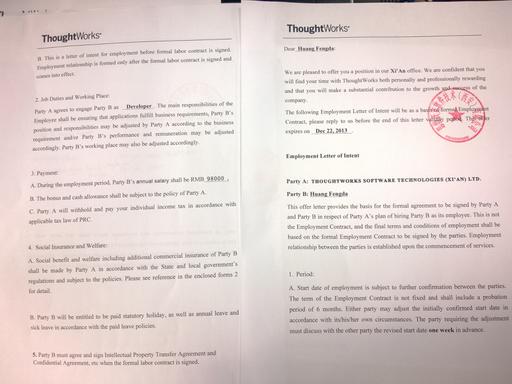 ThoughtWorks®
B. This is a letter of intent for employment before formal labor contract is signed.
Employment relationship is formed only after the formal labor contract is signed and
comes into effect.
2. Job Duties and Working Place:
Party A agrees to engage Party B as Developer . The main responsibilities of the
Employee shall be ensuring that applications fulfill business requirements, Party B's
position and responsibilities may be adjusted by Party A according to the business
requirement and/or Party B's performance and remuneration may be adjusted
accordingly. Party B's working place may also be adjusted accordingly.
3. Payment:
A. During the employment period, Party B's annual salary shall be RMB 98000 .
B. The bonus and cash allowance shall be subject to the policy of Party A.
C. Party A will withhold and pay your individual income tax in accordance with
applicable tax law of PRC.
4. Social Insurance and Welfare:
A. Social benefit and welfare including additional commercial insurance of Party B
shall be made by Party A in accordance with the State and local government's
regulations and subject to the policies. Please see reference in the enclosed forms 2
for detail.
B. Party B will be entitled to be paid statutory holiday, as well as annual leave and
sick leave in accordance with the paid leave policies.
5. Party B must agree and sign Intellectual Property Transfer Agreement and
Confidential Agreement, etc when the formal labor contract is signed.
ThoughtWorks®
Dear Huang Fengda:
We are pleased to offer you a position in our Xi'An office. We are confident that you
will find your time with ThoughtWorks both personally and professionally rewarding
and that you will make a substantial contribution to the growth and success of the
company.
The following Employment Letter of Intent will be as a basic formal Employment
Contract, please reply to us before the end of this letter validity period. This offer
expires on Dec 22, 2013 .
Employment Letter of Intent
Party A: THOUGHTWORKS SOFTWARE TECHNOLOGIES (XI'AN) LTD.
Party B: Huang Fengda
This offer letter provides the basis for the formal agreement to be signed by Party A
and Party B in respect of Party A's plan of hiring Party B as its employee. This is not
the Employment Contract, and the final terms and conditions of employment shall be
based on the formal Employment Contract to be signed by the parties. Employment
relationship between the parties is established upon the commencement of services.
1. Period:
A. Start date of employment is subject to further confirmation between the parties.
The term of the Employment Contract is not fixed and shall include a probation
period of 6 months. Either party may adjust the initially confirmed start date in
accordance with its/his/her own circumstances. The party requiring the adjustment
must discuss with the other party the revised start date one week in advance.